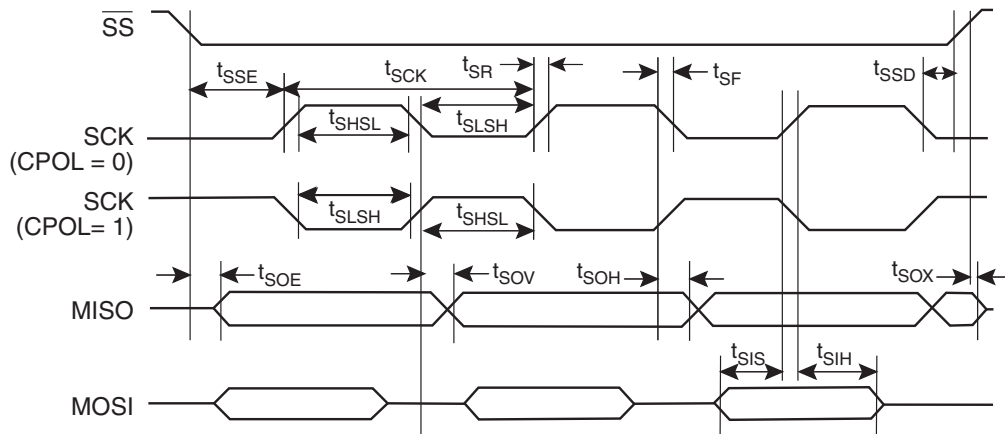 SS
tSSE
tSCK
tSR
tSF
tSSD
SCK
(CPOL = 0)
tSHSL
tSLSH
SCK
(CPOL= 1)
tSLSH
tSHSL
tSOE
tSOV
tSOH
tSOX
MISO
tSIS
tSIH
MOSI